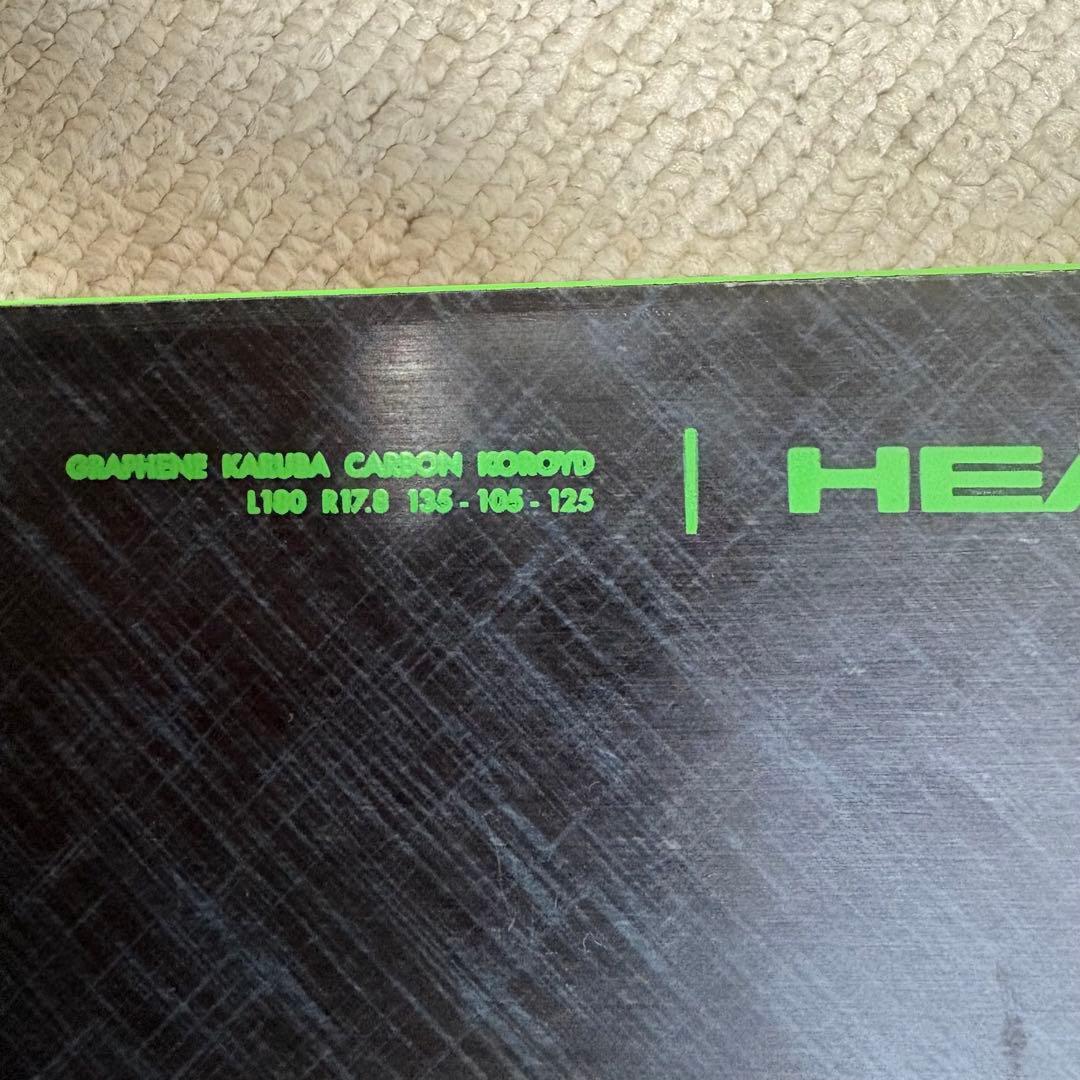 GRAPHENE KARUBA CARBON KOROYD
L180 R17.8 135 - 105 - 125
HEA